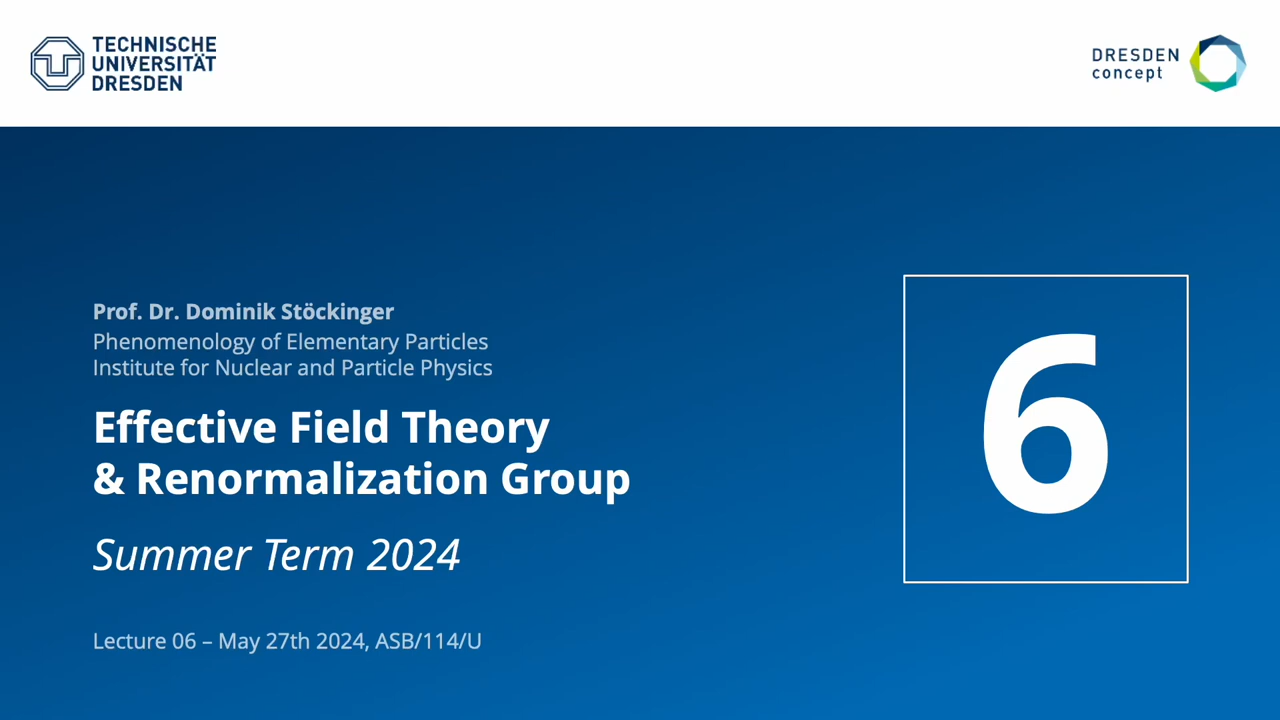 TECHNISCHE
UNIVERSITÄT
DRESDEN
DRESDEN
concept
Prof. Dr. Dominik Stöckinger
Phenomenology of Elementary Particles
Institute for Nuclear and Particle Physics
Effective Field Theory
& Renormalization Group
Summer Term 2024
Lecture 06 – May 27th 2024, ASB/114/U
6